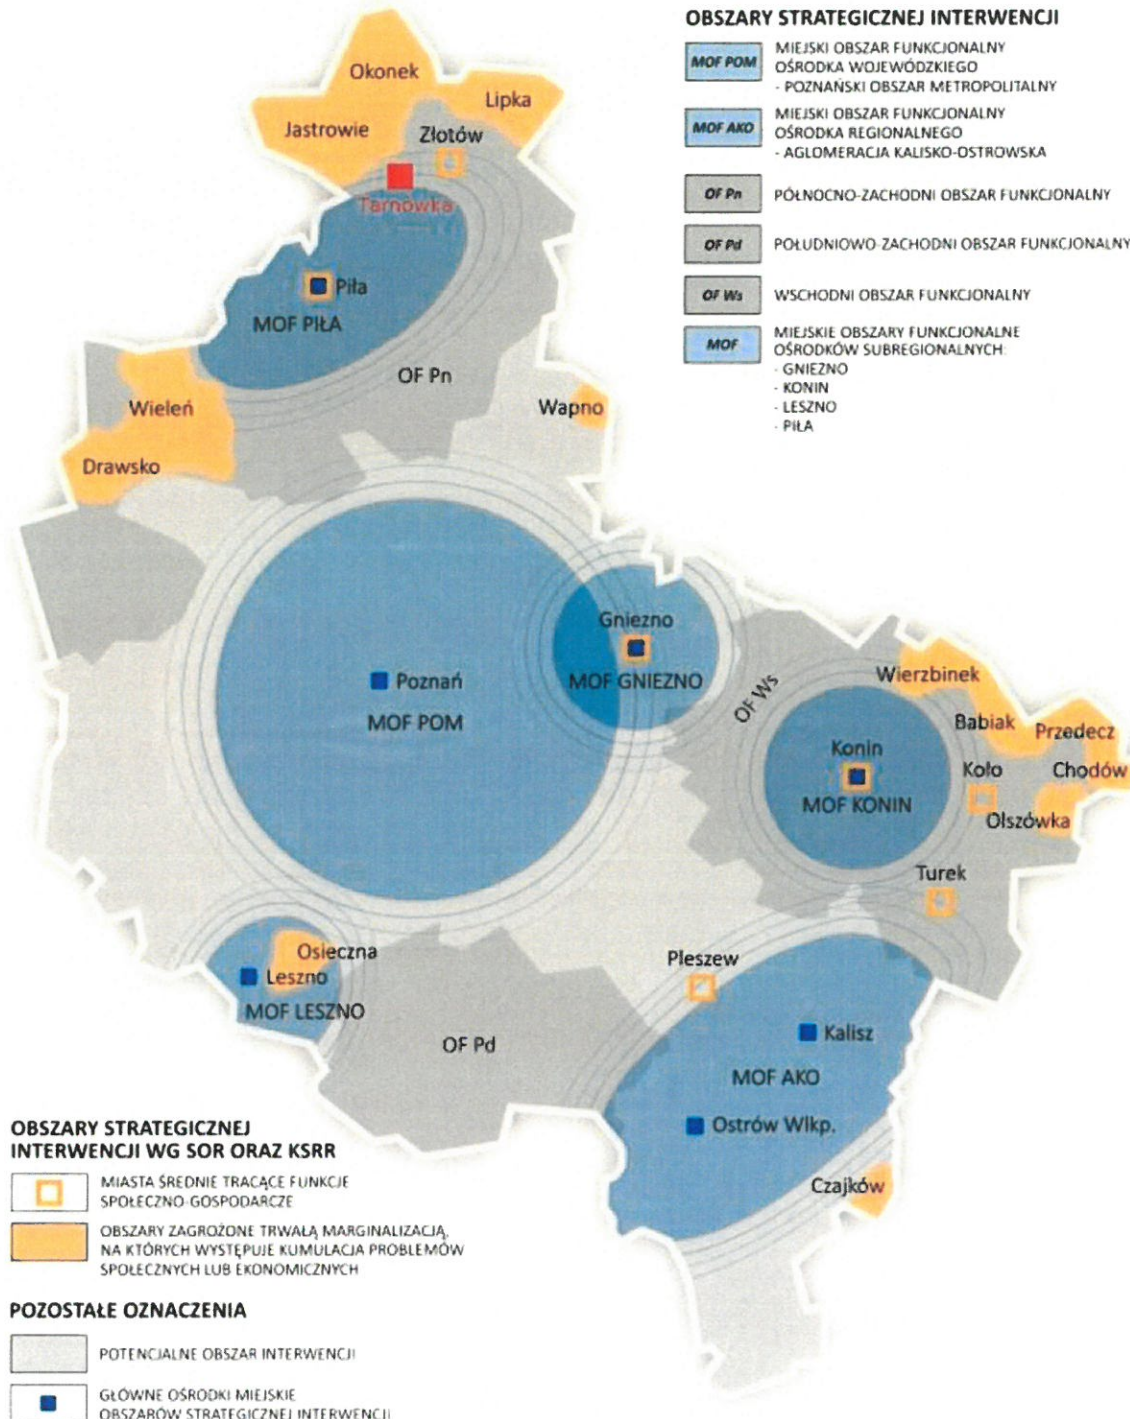 OBSZARY STRATEGICZNEJ INTERWENCJI
MOF POM
MIEJSKI OBSZAR FUNKCJONALNY
OŚRODKA WOJEWÓDZKIEGO
- POZNAŃSKI OBSZAR METROPOLITALNY
MOF AKO
MIEJSKI OBSZAR FUNKCJONALNY
OŚRODKA REGIONALNEGO
- AGLOMERACJA KALISKO-OSTROWSKA
OF Pn
PÓŁNOCNO-ZACHODNI OBSZAR FUNKCJONALNY
OF Pd
POŁUDNIOWO-ZACHODNI OBSZAR FUNKCJONALNY
OF Ws
WSCHODNI OBSZAR FUNKCJONALNY
MOF
MIEJSKIE OBSZARY FUNKCJONALNE
OŚRODKÓW SUBREGIONALNYCH:
- GNIEZNO
- KONIN
- LESZNO
- PIŁA
Okonek
Lipka
Jastrowie
Złotów
Tarnówka
Piła
MOF PIŁA
OF Pn
Wieleń
Wapno
Drawsko
Gniezno
MOF GNIEZNO
Poznań
MOF POM
OF Ws
Wierzbinek
Babiak
Przedecz
Konin
MOF KONIN
Koło
Chodów
Olszówka
Turek
Osieczna
Leszno
MOF LESZNO
Pleszew
OF Pd
Kalisz
MOF AKO
Ostrów Wlkp.
Czajków
OBSZARY STRATEGICZNEJ
INTERWENCJI WG SOR ORAZ KSRR
MIASTA ŚREDNIE TRACĄCE FUNKCJE
SPOŁECZNO-GOSPODARCZE
OBSZARY ZAGROŻONE TRWAŁĄ MARGINALIZACJĄ,
NA KTÓRYCH WYSTĘPUJE KUMULACJA PROBLEMÓW
SPOŁECZNYCH LUB EKONOMICZNYCH
POZOSTAŁE OZNACZENIA
POTENCJALNE OBSZAR INTERWENCJI
GŁÓWNE OŚRODKI MIEJSKIE
OBSZARÓW STRATEGICZNEJ INTERWENCJI